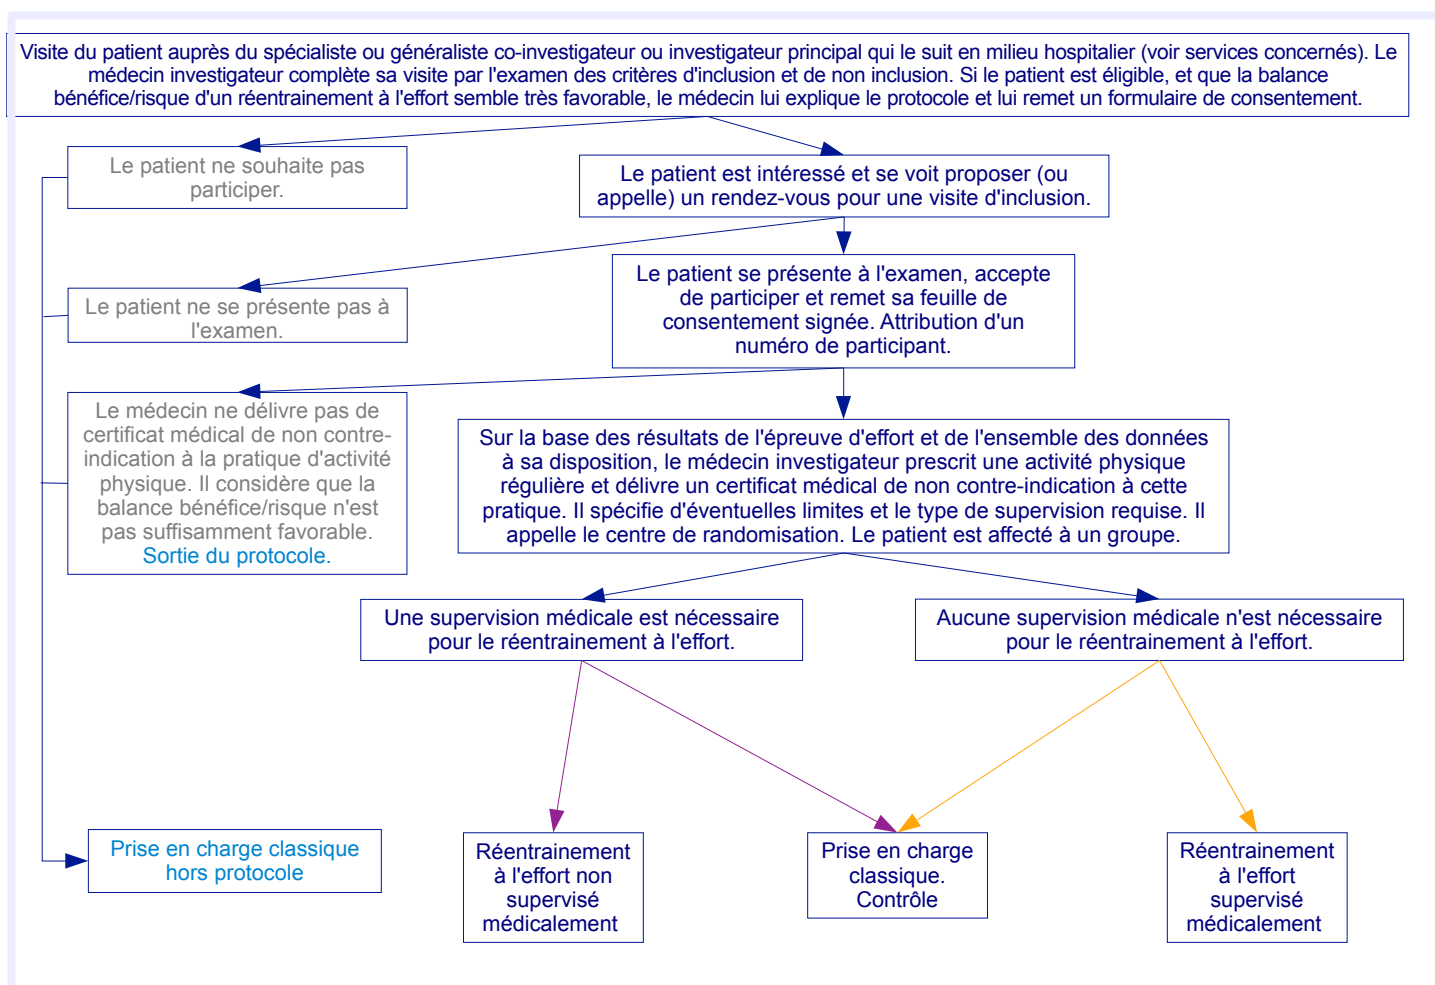 Visite du patient auprès du spécialiste ou généraliste co-investigateur ou investigateur principal qui le suit en milieu hospitalier (voir services concernés). Le
médecin investigateur complète sa visite par l'examen des critères d'inclusion et de non inclusion. Si le patient est éligible, et que la balance
bénéfice/risque d'un réentrainement à l'effort semble très favorable, le médecin lui explique le protocole et lui remet un formulaire de consentement.
Le patient ne souhaite pas
participer.
Le patient est intéressé et se voit proposer (ou
appelle) un rendez-vous pour une visite d'inclusion.
Le patient ne se présente pas à
l'examen.
Le patient se présente à l'examen, accepte
de participer et remet sa feuille de
consentement signée. Attribution d'un
numéro de participant.
Le médecin ne délivre pas de
certificat médical de non contre-
indication à la pratique d'activité
physique. Il considère que la
balance bénéfice/risque n'est
pas suffisamment favorable.
Sortie du protocole.
Sur la base des résultats de l'épreuve d'effort et de l'ensemble des données
à sa disposition, le médecin investigateur prescrit une activité physique
régulière et délivre un certificat médical de non contre-indication à cette
pratique. Il spécifie d'éventuelles limites et le type de supervision requise. Il
appelle le centre de randomisation. Le patient est affecté à un groupe.
Une supervision médicale est nécessaire
pour le réentrainement à l'effort.
Aucune supervision médicale n'est nécessaire
pour le réentrainement à l'effort.
Prise en charge classique
hors protocole
Réentrainement
à l'effort non
supervisé
médicalement
Prise en charge
classique.
Contrôle
Réentrainement
à l'effort
supervisé
médicalement